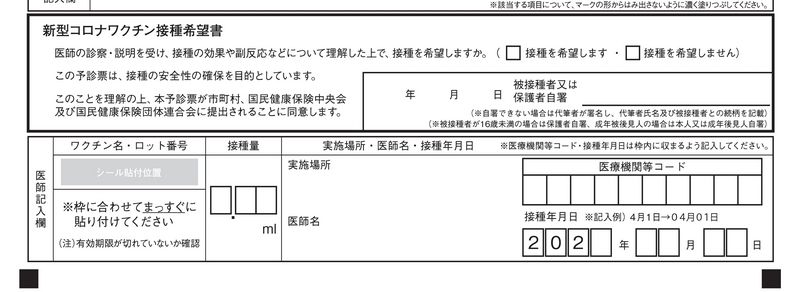 記入欄
※該当する項目について、マークの形からはみ出さないように濃く塗りつぶしてください。
新型コロナワクチン接種希望書
医師の診察・説明を受け、接種の効果や副反応などについて理解した上で、接種を希望しますか。（ □ 接種を希望します ・ □ 接種を希望しません）
この予診票は、接種の安全性の確保を目的としています。
このことを理解の上、本予診票が市町村、国民健康保険中央会
及び国民健康保険団体連合会に提出されることに同意します。
年 月 日 被接種者又は
保護者自署
（※自署できない場合は代筆者が署名し、代筆者氏名及び被接種者との続柄を記載）
（※被接種者が16歳未満の場合は保護者自署、成年被後見人の場合は本人又は成年後見人自署）
医師記入欄
ワクチン名・ロット番号
シール貼付位置
※枠に合わせてまっすぐに
貼り付けてください
（注）有効期限が切れていないか確認
接種量
. ml
実施場所・医師名・接種年月日 ※医療機関等コード・接種年月日は枠内に収まるよう記入してください。
実施場所
医師名
医療機関等コード
接種年月日 ※記入例）4月1日→04月01日
202 年 月 日